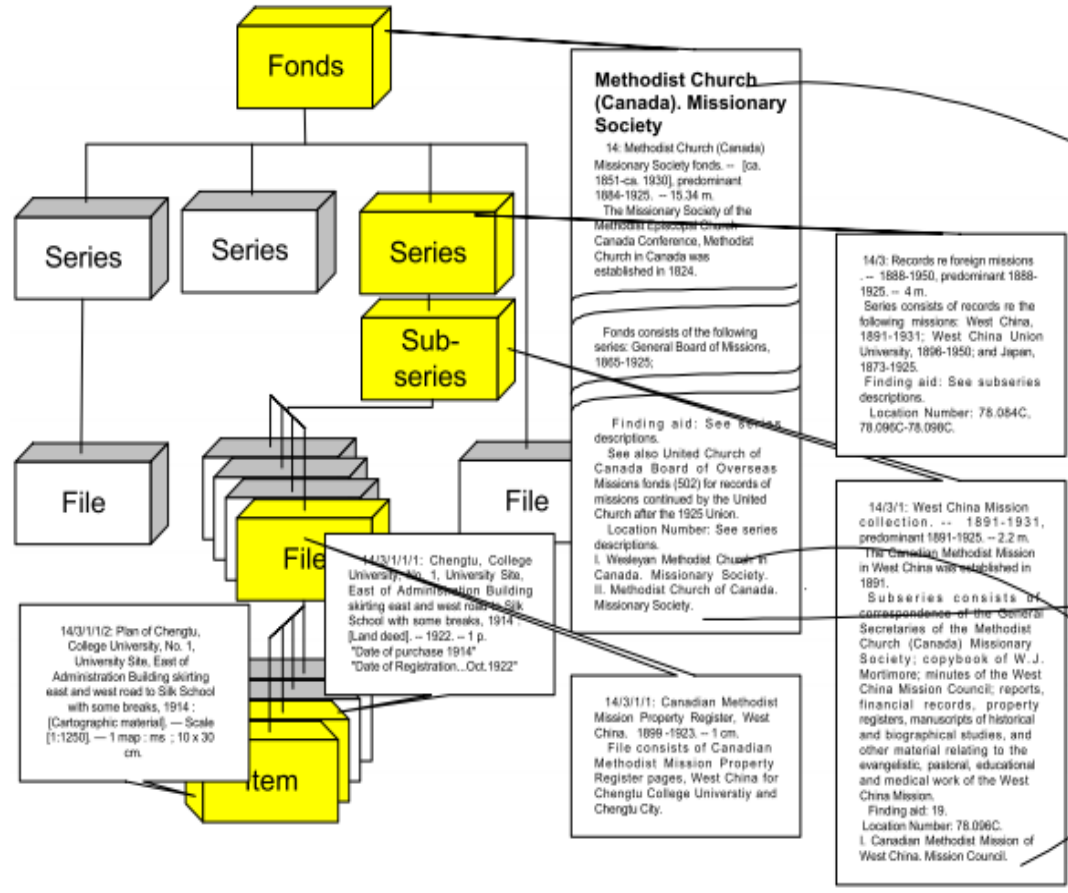 Fonds
Series
Series
Series
Sub-
series
File
File
File
Item
Methodist Church
(Canada). Missionary
Society
14: Methodist Church (Canada)
Missionary Society fonds. -- [ca.
1851-ca. 1930], predominant
1884-1925. -- 15.34 m.
The Missionary Society of the
Methodist Episcopal Church
Canada Conference, Methodist
Church in Canada was
established in 1824.
Fonds consists of the following
series: General Board of Missions,
1865-1925;
Finding aid: See series
descriptions.
See also United Church of
Canada Board of Overseas
Missions fonds (502) for records of
missions continued by the United
Church after the 1925 Union.
Location Number: See series
descriptions.
I. Wesleyan Methodist Church in
Canada. Missionary Society.
II. Methodist Church of Canada.
Missionary Society.
14/3: Records re foreign missions
. -- 1888-1950, predominant 1888-
1925. -- 4 m.
Series consists of records re the
following missions: West China,
1891-1931; West China Union
University, 1896-1950; and Japan,
1873-1925.
Finding aid: See subseries
descriptions.
Location Number: 78.084C,
78.096C-78.098C.
14/3/1: West China Mission
collection. -- 1891-1931,
predominant 1891-1925. -- 2.2 m.
The Canadian Methodist Mission
in West China was established in
1891.
Subseries consists of
correspondence of the General
Secretaries of the Methodist
Church (Canada) Missionary
Society; copybook of W.J.
Mortimore; minutes of the West
China Mission Council; reports,
financial records, property
registers, manuscripts of historical
and biographical studies, and
other material relating to the
evangelistic, pastoral, educational
and medical work of the West
China Mission.
Finding aid: 19.
Location Number: 78.096C.
I. Canadian Methodist Mission of
West China. Mission Council.
14/3/1/1: Canadian Methodist
Mission Property Register, West
China. 1899 -1923. -- 1 cm.
File consists of Canadian
Methodist Mission Property
Register pages, West China for
Chengtu College Universtiy and
Chengtu City.
14/3/1/1/1: Chengtu, College
University, No. 1, University Site,
East of Administration Building
skirting east and west road to Silk
School with some breaks, 1914 :
[Land deed]. -- 1922. -- 1 p.
"Date of purchase 1914"
"Date of Registration...Oct.1922"
14/3/1/1/2: Plan of Chengtu,
College University, No. 1,
University Site, East of
Administration Building skirting
east and west road to Silk School
with some breaks, 1914 :
[Cartographic material]. — Scale
[1:1250]. — 1 map : ms ; 10 x 30
cm.